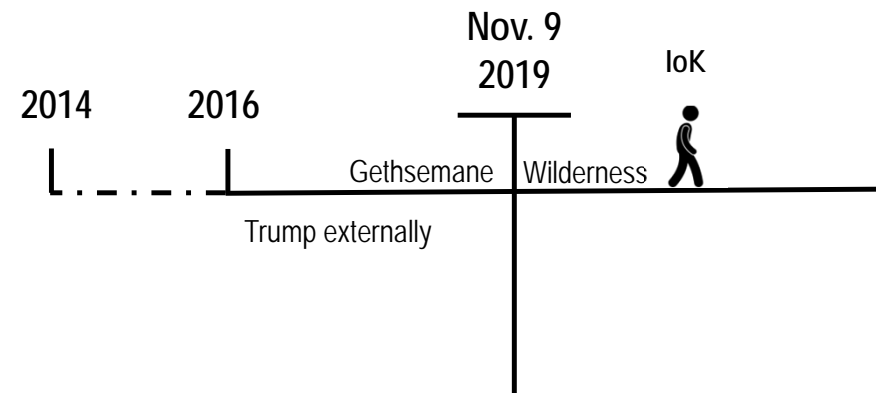 Nov. 9
2019
IoK
2014
2016
Gethsemane
Wilderness
Trump externally